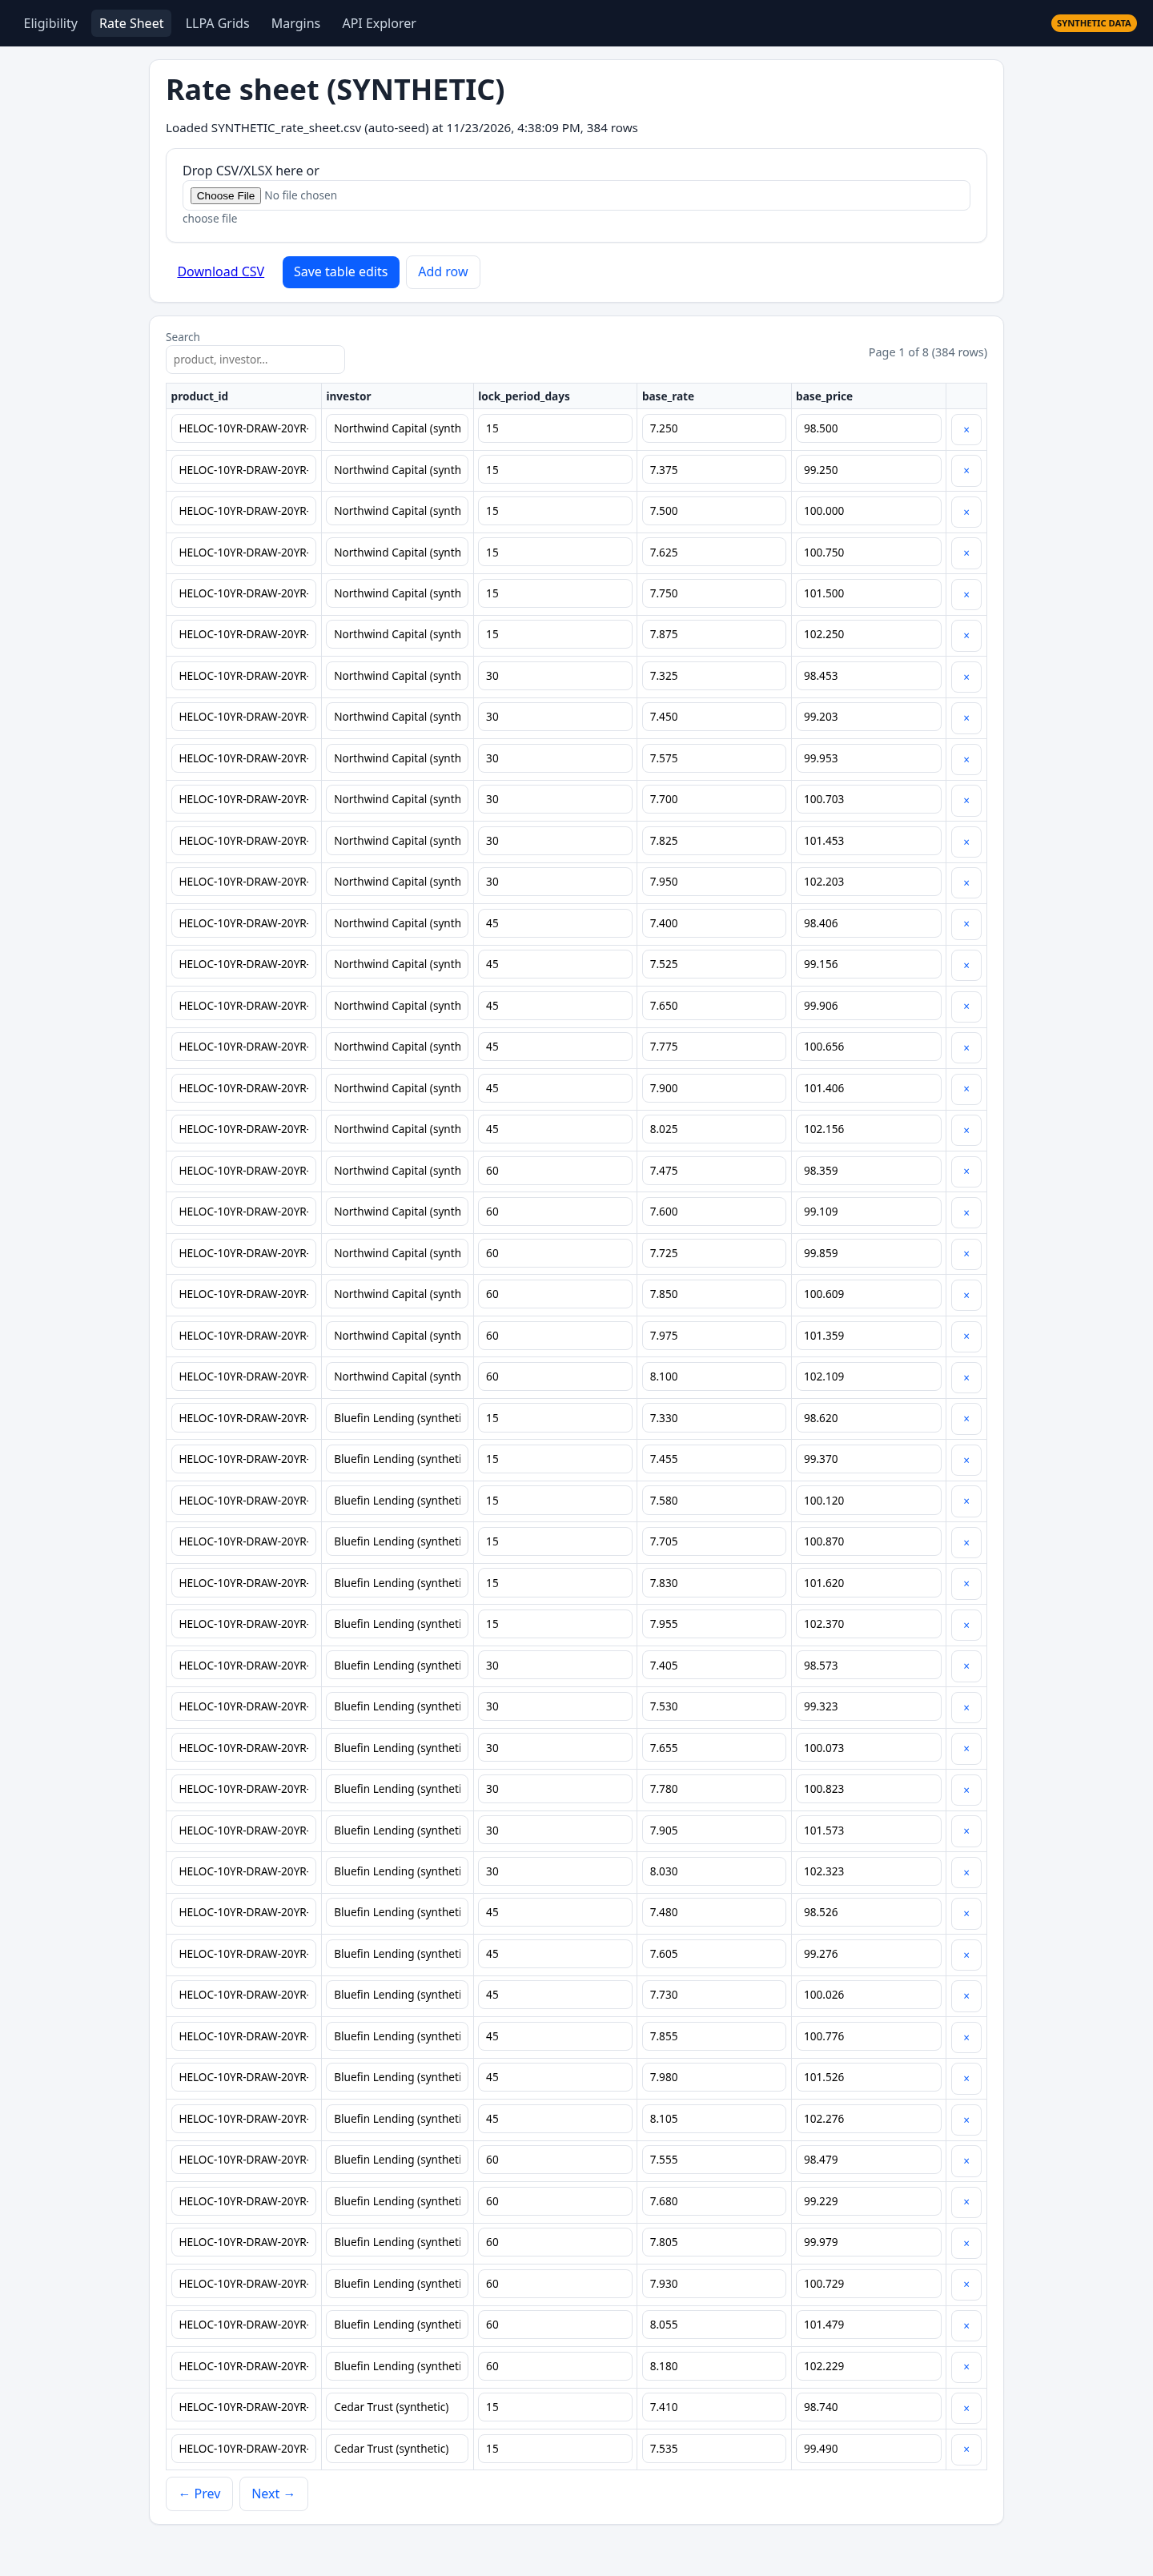 Eligibility Rate Sheet LLPA Grids Margins API Explorer SYNTHETIC DATA
Rate sheet (SYNTHETIC)
Loaded SYNTHETIC_rate_sheet.csv (auto-seed) at 11/23/2026, 4:38:09 PM, 384 rows
Drop CSV/XLSX here or
Choose File No file chosen
choose file
Download CSV Save table edits Add row
Search
product, investor...
Page 1 of 8 (384 rows)
product_id investor lock_period_days base_rate base_price
HELOC-10YR-DRAW-20YR- Northwind Capital (synth 15 7.250 98.500 ×
HELOC-10YR-DRAW-20YR- Northwind Capital (synth 15 7.375 99.250 ×
HELOC-10YR-DRAW-20YR- Northwind Capital (synth 15 7.500 100.000 ×
HELOC-10YR-DRAW-20YR- Northwind Capital (synth 15 7.625 100.750 ×
HELOC-10YR-DRAW-20YR- Northwind Capital (synth 15 7.750 101.500 ×
HELOC-10YR-DRAW-20YR- Northwind Capital (synth 15 7.875 102.250 ×
HELOC-10YR-DRAW-20YR- Northwind Capital (synth 30 7.325 98.453 ×
HELOC-10YR-DRAW-20YR- Northwind Capital (synth 30 7.450 99.203 ×
HELOC-10YR-DRAW-20YR- Northwind Capital (synth 30 7.575 99.953 ×
HELOC-10YR-DRAW-20YR- Northwind Capital (synth 30 7.700 100.703 ×
HELOC-10YR-DRAW-20YR- Northwind Capital (synth 30 7.825 101.453 ×
HELOC-10YR-DRAW-20YR- Northwind Capital (synth 30 7.950 102.203 ×
HELOC-10YR-DRAW-20YR- Northwind Capital (synth 45 7.400 98.406 ×
HELOC-10YR-DRAW-20YR- Northwind Capital (synth 45 7.525 99.156 ×
HELOC-10YR-DRAW-20YR- Northwind Capital (synth 45 7.650 99.906 ×
HELOC-10YR-DRAW-20YR- Northwind Capital (synth 45 7.775 100.656 ×
HELOC-10YR-DRAW-20YR- Northwind Capital (synth 45 7.900 101.406 ×
HELOC-10YR-DRAW-20YR- Northwind Capital (synth 45 8.025 102.156 ×
HELOC-10YR-DRAW-20YR- Northwind Capital (synth 60 7.475 98.359 ×
HELOC-10YR-DRAW-20YR- Northwind Capital (synth 60 7.600 99.109 ×
HELOC-10YR-DRAW-20YR- Northwind Capital (synth 60 7.725 99.859 ×
HELOC-10YR-DRAW-20YR- Northwind Capital (synth 60 7.850 100.609 ×
HELOC-10YR-DRAW-20YR- Northwind Capital (synth 60 7.975 101.359 ×
HELOC-10YR-DRAW-20YR- Northwind Capital (synth 60 8.100 102.109 ×
HELOC-10YR-DRAW-20YR- Bluefin Lending (syntheti 15 7.330 98.620 ×
HELOC-10YR-DRAW-20YR- Bluefin Lending (syntheti 15 7.455 99.370 ×
HELOC-10YR-DRAW-20YR- Bluefin Lending (syntheti 15 7.580 100.120 ×
HELOC-10YR-DRAW-20YR- Bluefin Lending (syntheti 15 7.705 100.870 ×
HELOC-10YR-DRAW-20YR- Bluefin Lending (syntheti 15 7.830 101.620 ×
HELOC-10YR-DRAW-20YR- Bluefin Lending (syntheti 15 7.955 102.370 ×
HELOC-10YR-DRAW-20YR- Bluefin Lending (syntheti 30 7.405 98.573 ×
HELOC-10YR-DRAW-20YR- Bluefin Lending (syntheti 30 7.530 99.323 ×
HELOC-10YR-DRAW-20YR- Bluefin Lending (syntheti 30 7.655 100.073 ×
HELOC-10YR-DRAW-20YR- Bluefin Lending (syntheti 30 7.780 100.823 ×
HELOC-10YR-DRAW-20YR- Bluefin Lending (syntheti 30 7.905 101.573 ×
HELOC-10YR-DRAW-20YR- Bluefin Lending (syntheti 30 8.030 102.323 ×
HELOC-10YR-DRAW-20YR- Bluefin Lending (syntheti 45 7.480 98.526 ×
HELOC-10YR-DRAW-20YR- Bluefin Lending (syntheti 45 7.605 99.276 ×
HELOC-10YR-DRAW-20YR- Bluefin Lending (syntheti 45 7.730 100.026 ×
HELOC-10YR-DRAW-20YR- Bluefin Lending (syntheti 45 7.855 100.776 ×
HELOC-10YR-DRAW-20YR- Bluefin Lending (syntheti 45 7.980 101.526 ×
HELOC-10YR-DRAW-20YR- Bluefin Lending (syntheti 45 8.105 102.276 ×
HELOC-10YR-DRAW-20YR- Bluefin Lending (syntheti 60 7.555 98.479 ×
HELOC-10YR-DRAW-20YR- Bluefin Lending (syntheti 60 7.680 99.229 ×
HELOC-10YR-DRAW-20YR- Bluefin Lending (syntheti 60 7.805 99.979 ×
HELOC-10YR-DRAW-20YR- Bluefin Lending (syntheti 60 7.930 100.729 ×
HELOC-10YR-DRAW-20YR- Bluefin Lending (syntheti 60 8.055 101.479 ×
HELOC-10YR-DRAW-20YR- Bluefin Lending (syntheti 60 8.180 102.229 ×
HELOC-10YR-DRAW-20YR- Cedar Trust (synthetic) 15 7.410 98.740 ×
HELOC-10YR-DRAW-20YR- Cedar Trust (synthetic) 15 7.535 99.490 ×
← Prev Next →